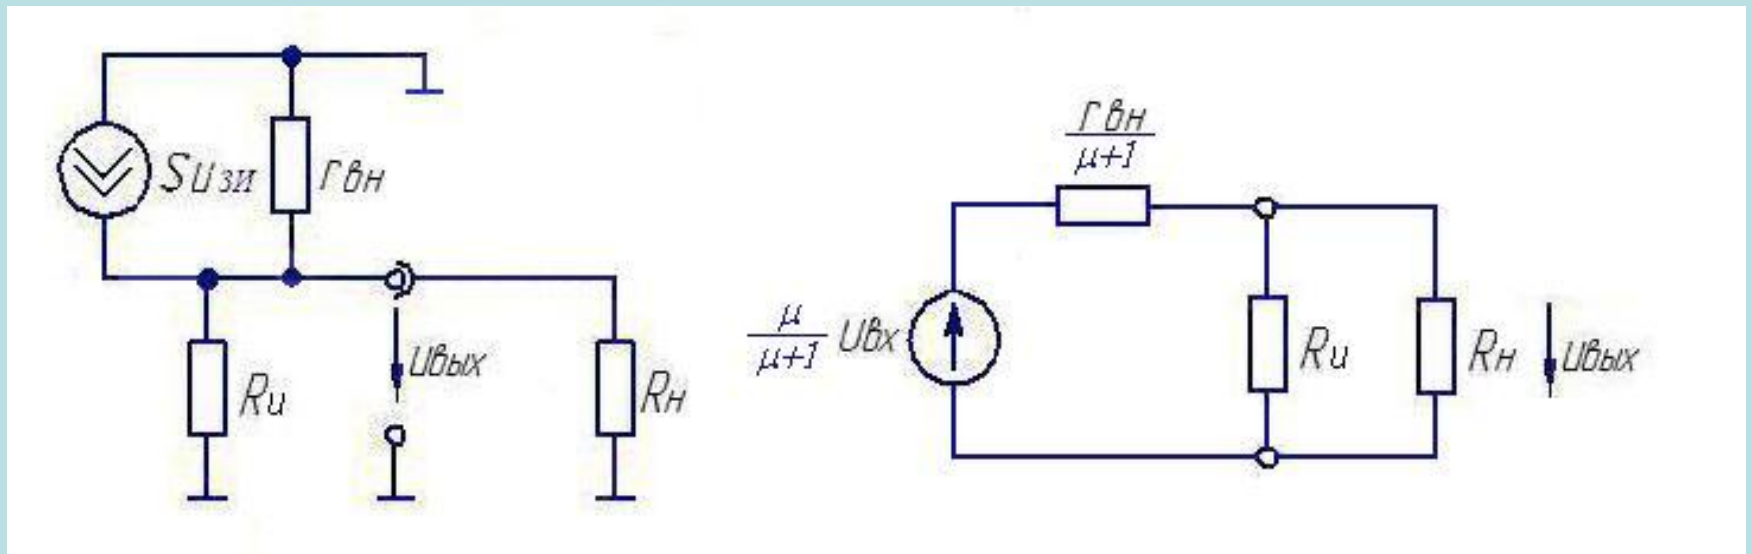 Suзи
rвн
Rи
Uвых
Rн
rвн
μ+1
μ
μ+1
Uвх
Rи
Rн
Uвых